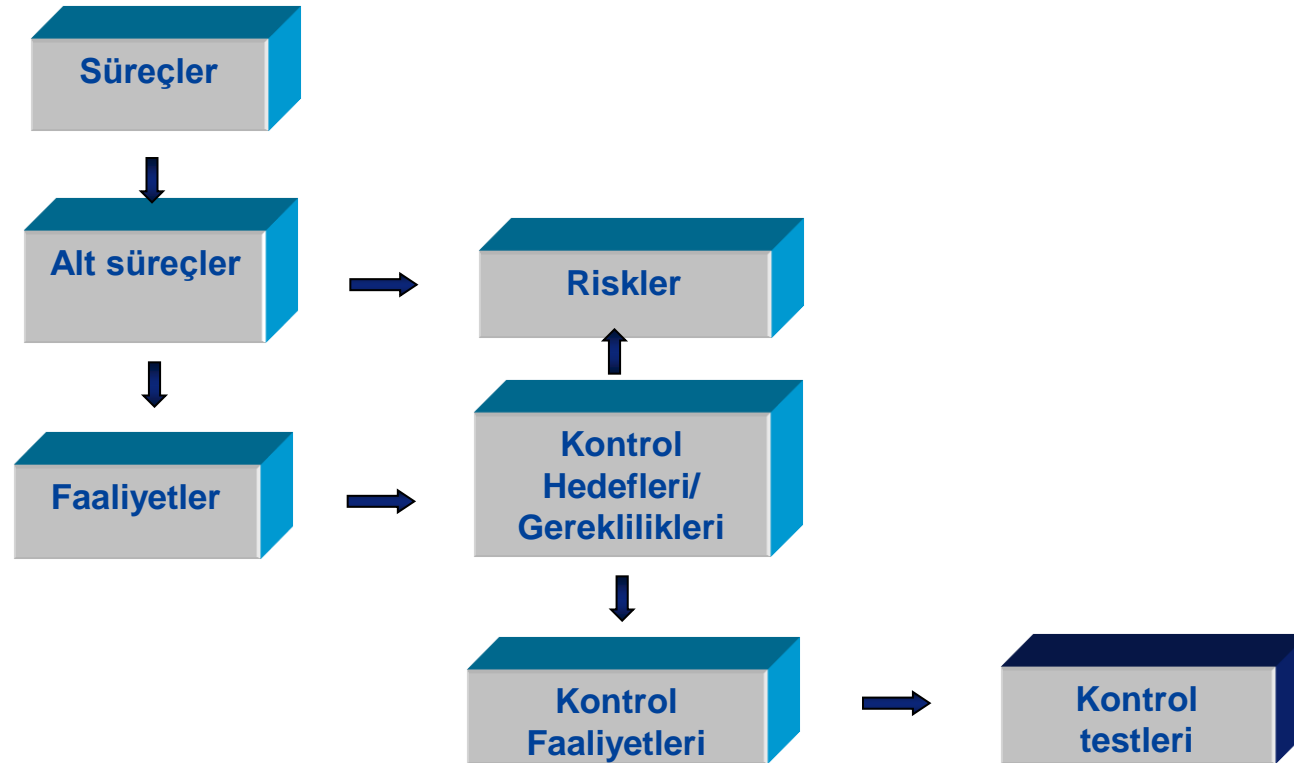 Süreçler
Alt süreçler
Riskler
Faaliyetler
Kontrol
Hedefleri/
Gereklilikleri
Kontrol
Faaliyetleri
Kontrol
testleri